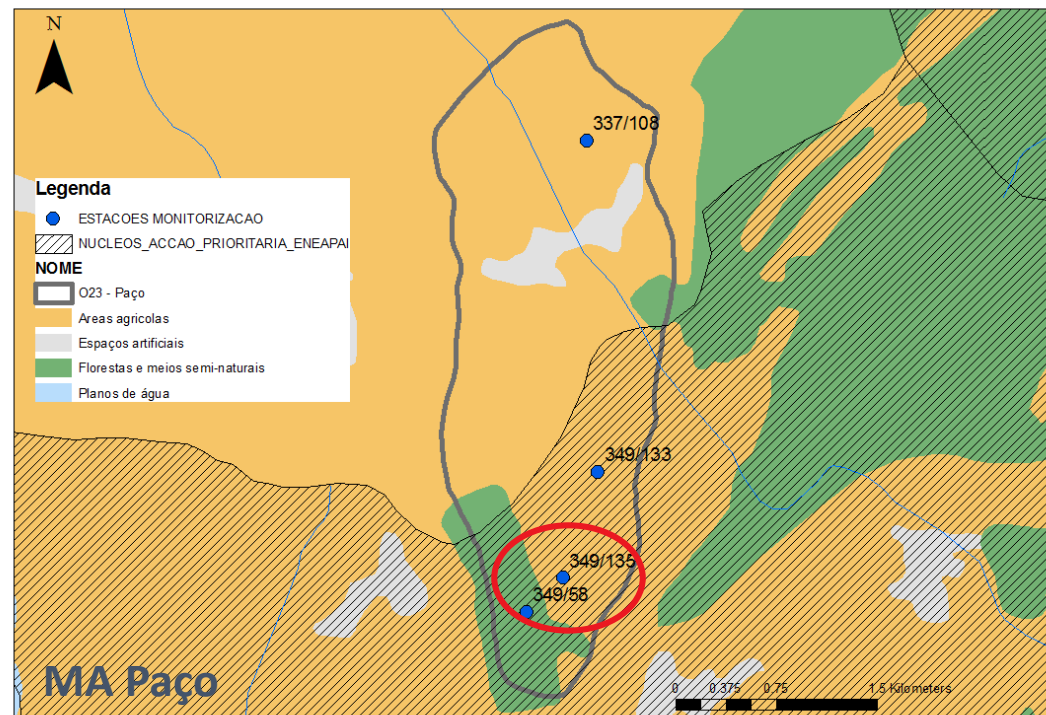 N
337/108
Legenda
ESTACOES MONITORIZACAO
NUCLEOS_ACCAO_PRIORITARIA_ENEAPAI
NOME
O23 - Paço
Areas agricolas
Espaços artificiais
Florestas e meios semi-naturais
Planos de água
349/133
349/135
349/58
MA Paço
0 0.375 0.75 1.5 Kilometers